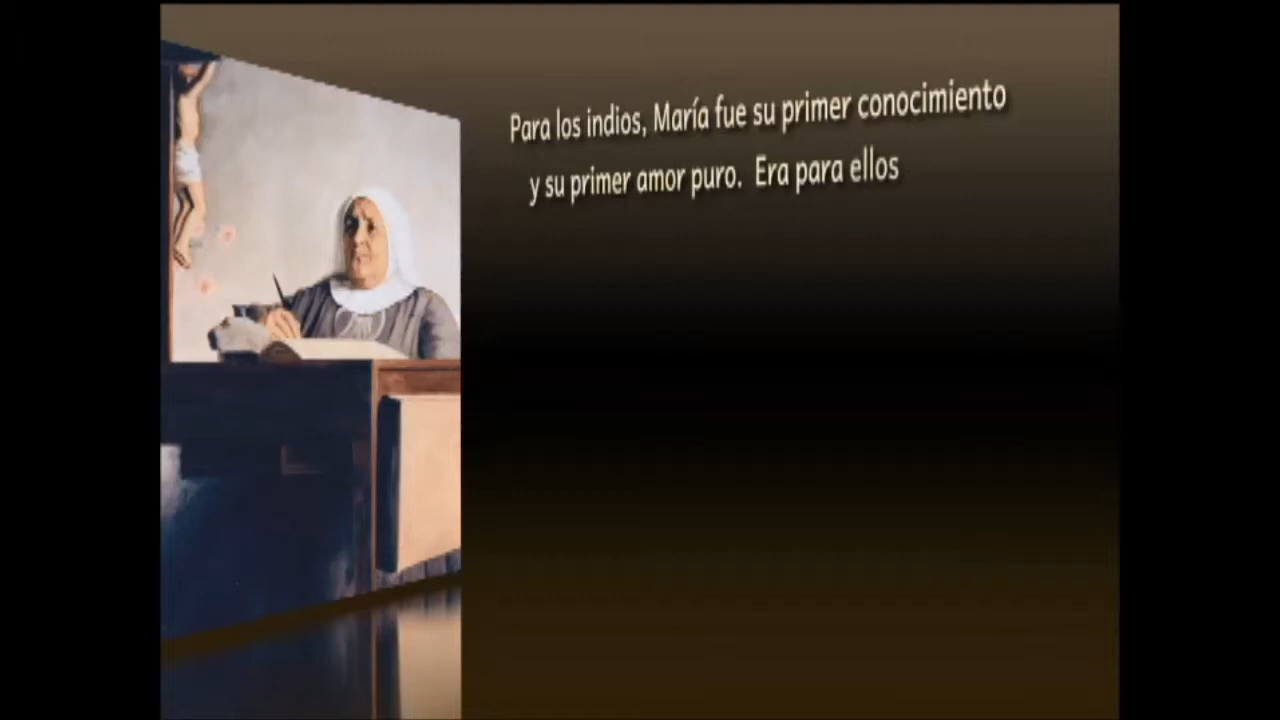 Para los indios, María fue su primer conocimiento
y su primer amor puro. Era para ellos